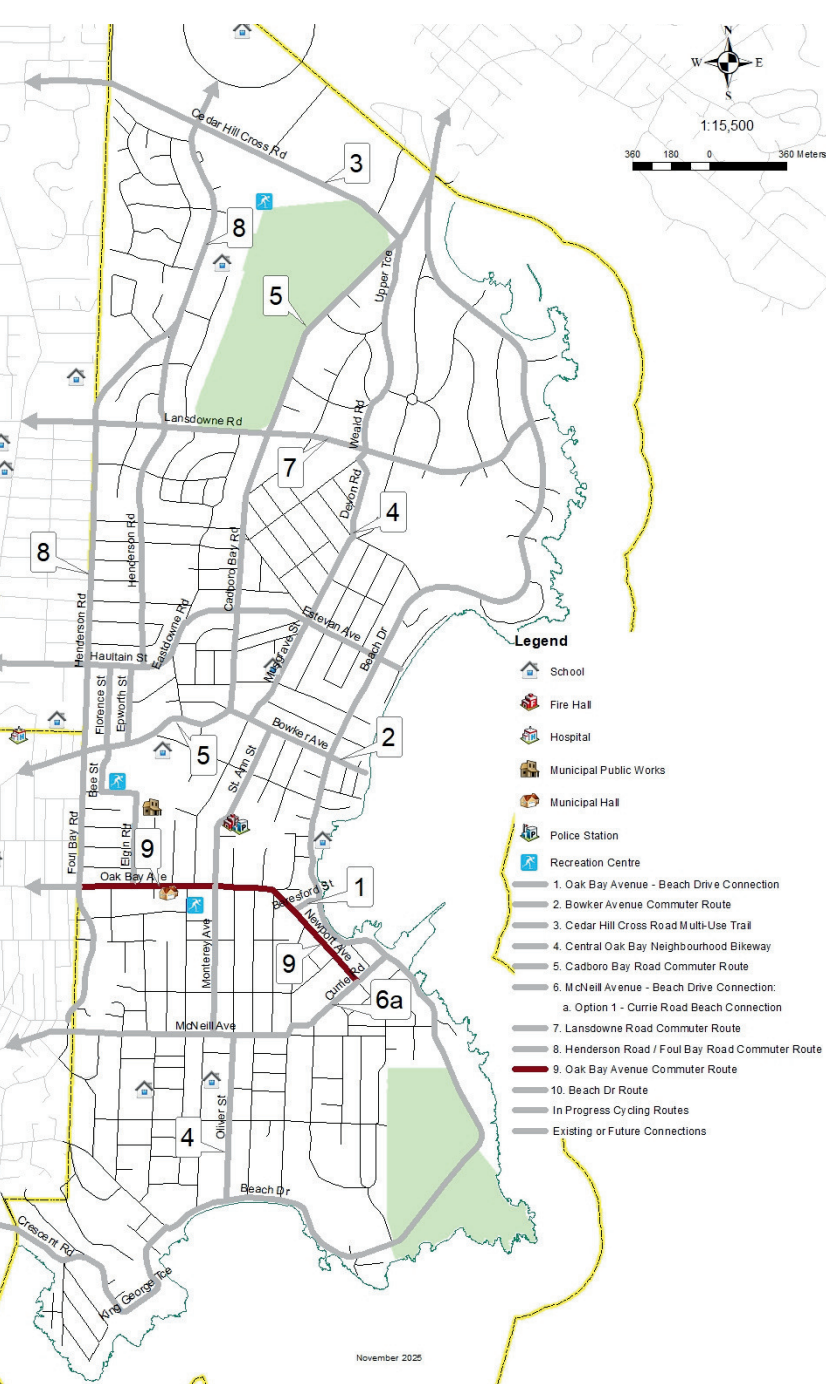 N
W
E
S
1:15,500
360 180 0 360 Meters
Cedar Hill Cross Rd
3
8
5
Upper Tce
Lansdowne Rd
Weald Rd
7
Devon Rd
4
8
Henderson Rd
Cadboro Bay Rd
Henderson Rd
Eastdowne Rd
Estevan Ave
Musgrave St
Beach Dr
Haultain St
Florence St
Epworth St
Bowker Ave
2
5
St. Ann St
Bee St
Foul Bay Rd
Elgin Rd
9
Oak Bay A e
Beresford St
1
Newport Ave
Monterey Ave
9
Currie Rd
6a
McNeill Ave
Oliver St
4
Beach Dr
Crescent Rd
King George Tce
Legend
School
Fire Hall
Hospital
Municipal Public Works
Municipal Hall
Police Station
Recreation Centre
1. Oak Bay Avenue - Beach Drive Connection
2. Bowker Avenue Commuter Route
3. Cedar Hill Cross Road Multi-Use Trail
4. Central Oak Bay Neighbourhood Bikeway
5. Cadboro Bay Road Commuter Route
6. McNeill Avenue - Beach Drive Connection:
a. Option 1 - Currie Road Beach Connection
7. Lansdowne Road Commuter Route
8. Henderson Road / Foul Bay Road Commuter Route
9. Oak Bay Avenue Commuter Route
10. Beach Dr Route
In Progress Cycling Routes
Existing or Future Connections
November 2025